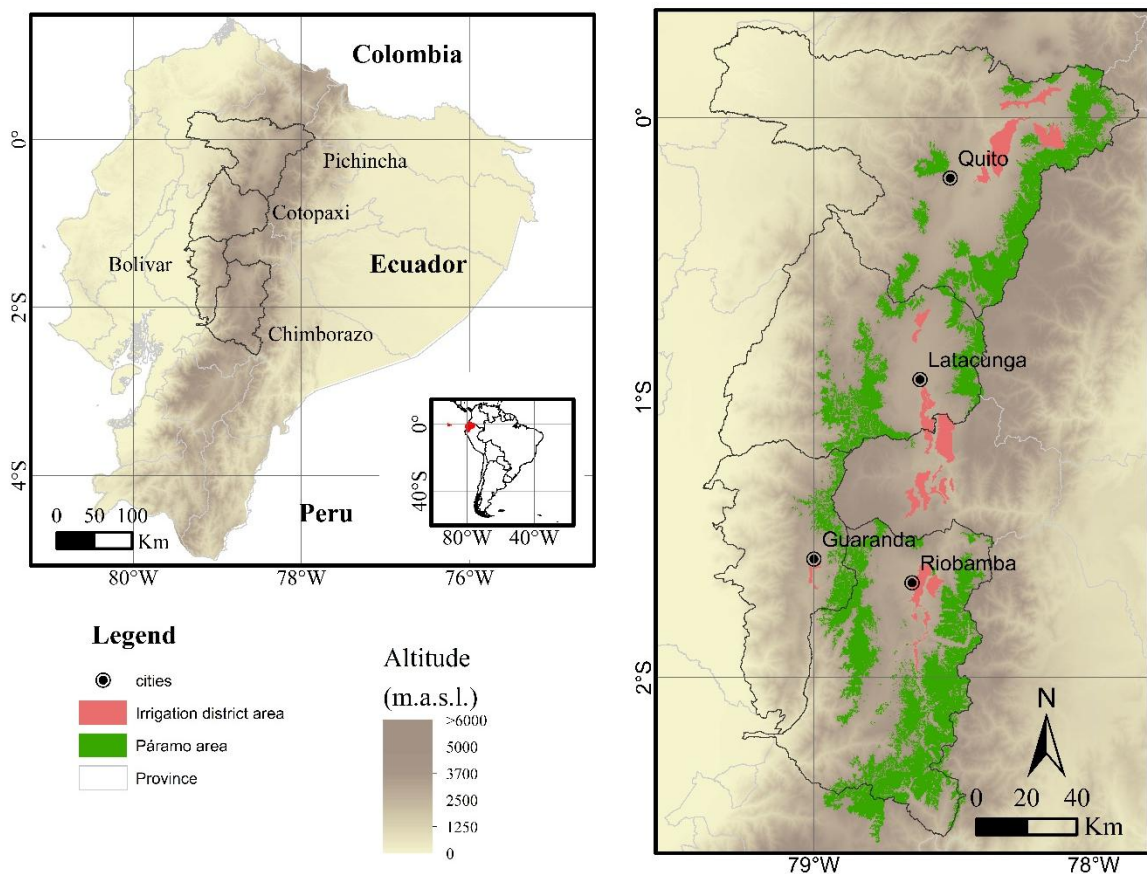 Colombia
0°
Pichincha
Cotopaxi
Bolivar
Ecuador
2°S
Chimborazo
4°S
Peru
0 50 100
Km
40°S
80°W 40°W
80°W 78°W 76°W
Legend
cities
Irrigation district area
Páramo area
Province
Altitude
(m.a.s.l.)
>6000
5000
3700
2500
1250
0
0°
Quito
Latacunga
1°S
Guaranda
Riobamba
2°S
N
0 20 40
Km
79°W 78°W